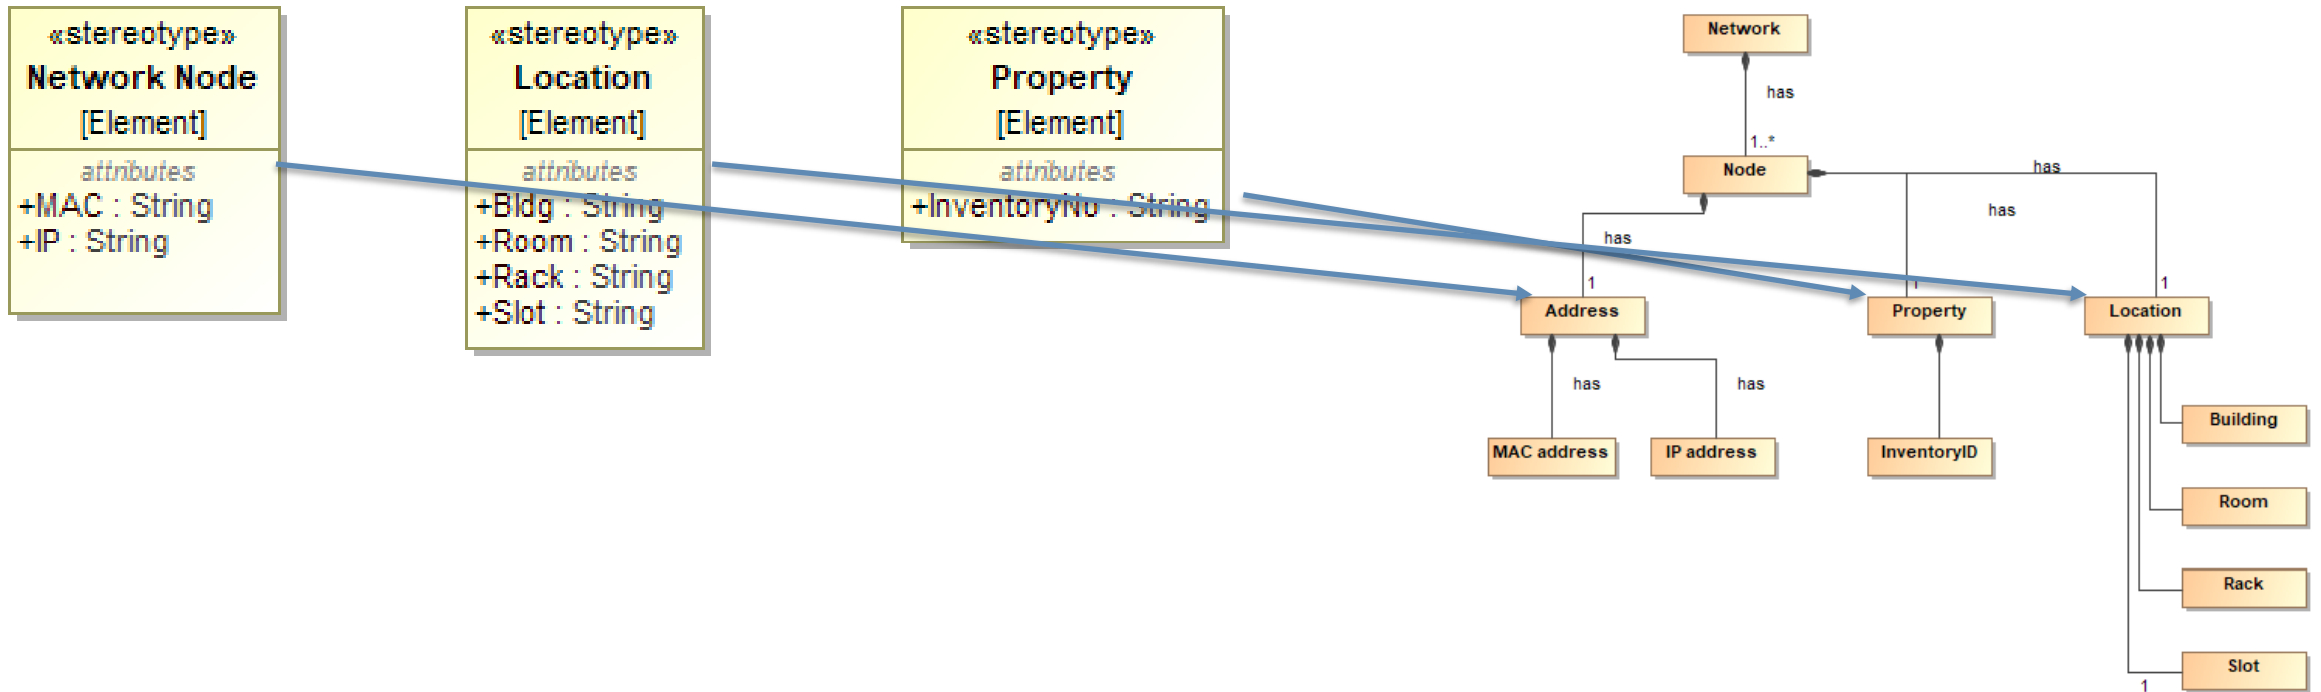 «stereotype»
Network Node
[Element]
attributes
+MAC : String
+IP : String
«stereotype»
Location
[Element]
attributes
+Bldg : String
+Room : String
+Rack : String
+Slot : String
«stereotype»
Property
[Element]
attributes
+InventoryNo : String
Network
has
1..*
Node
has
has
has
1
1
1
Address
Property
Location
has
has
MAC address
IP address
InventoryID
Building
Room
Rack
Slot
1